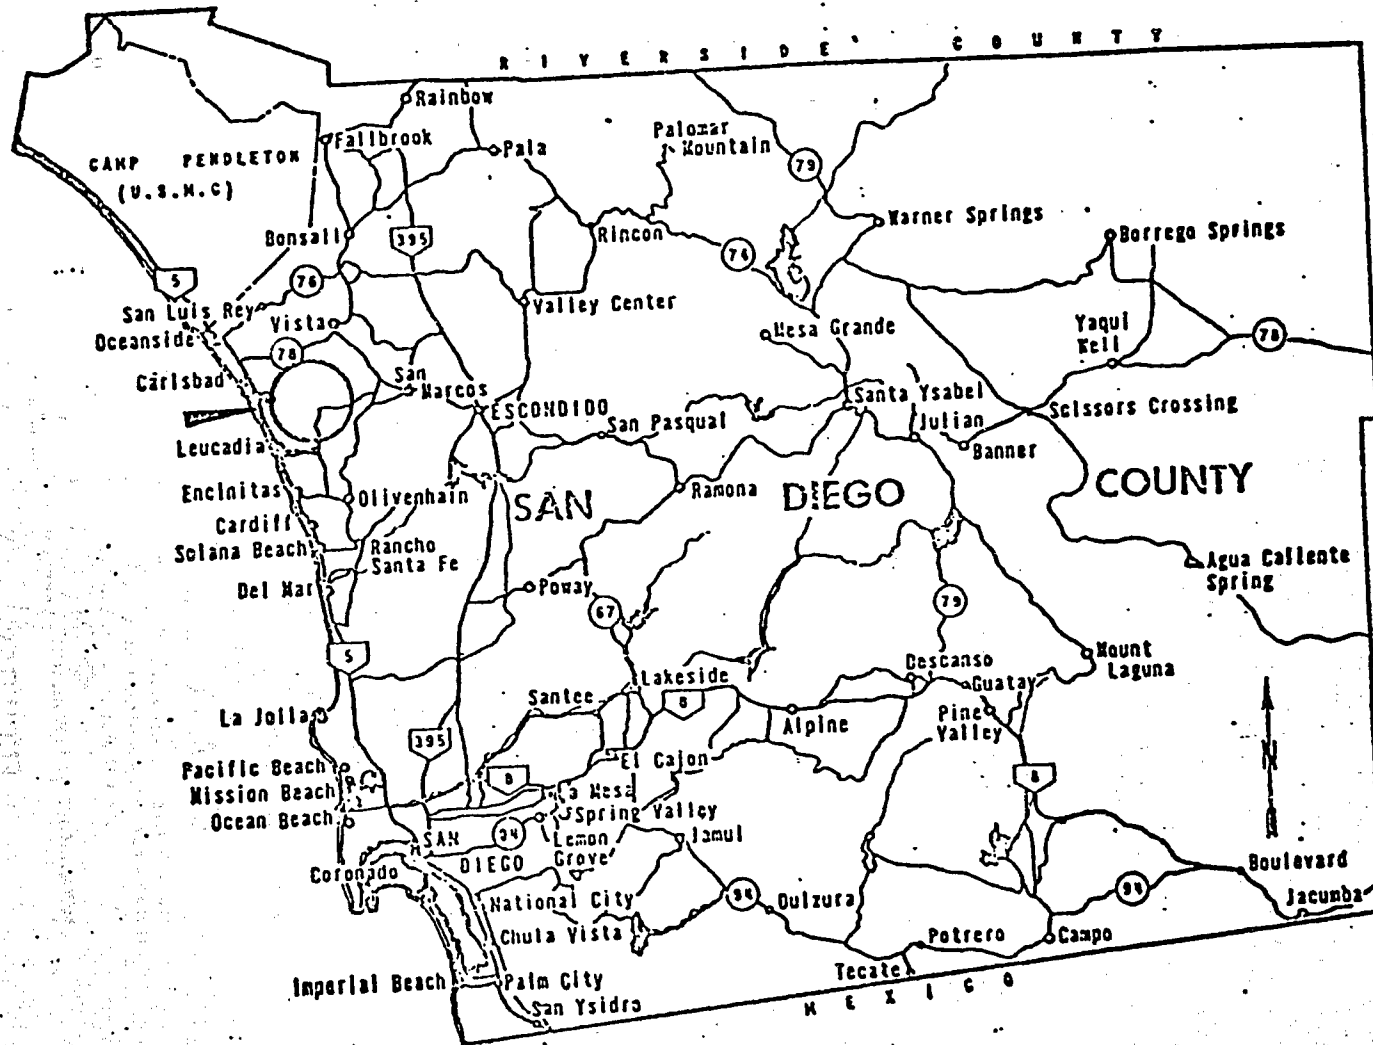 RIVERSIDE COUNTY
Rainbow
Fallbrook
Pala
Palomar
Mountain
CAMP PENDLETON
(U.S.M.C)
79
Warner Springs
Borrego Springs
Bonsall
395
Rincon
76
5
76
San Luis Rey
Valley Center
Oceanside
Vista
Mesa Grande
Yaqui
Well
78
78
Carlsbad
San
Marcos
ESCONDIDO
Santa Ysabel
Scissors Crossing
San Pasqual
Julian
Leucadia
Banner
Encinitas
Olivenhain
SAN
Ramona
DIEGO
COUNTY
Cardiff
Solana Beach
Rancho
Santa Fe
Agua Caliente
Spring
Del Mar
Poway
67
79
5
Mount
Laguna
Descanso
Lakeside
Guatay
Santee
8
La Jolla
Alpine
Pine
Valley
395
El Cajon
Pacific Beach
8
8
Mission Beach
La Mesa
Ocean Beach
Spring Valley
94
SAN
DIEGO
Lemon
Grove
Jamul
Coronado
Boulevard
94
94
National City
Dulzura
Jacumba
Chula Vista
Potrero
Campo
Tecate
Imperial Beach
Palm City
MEXICO
San Ysidro
N